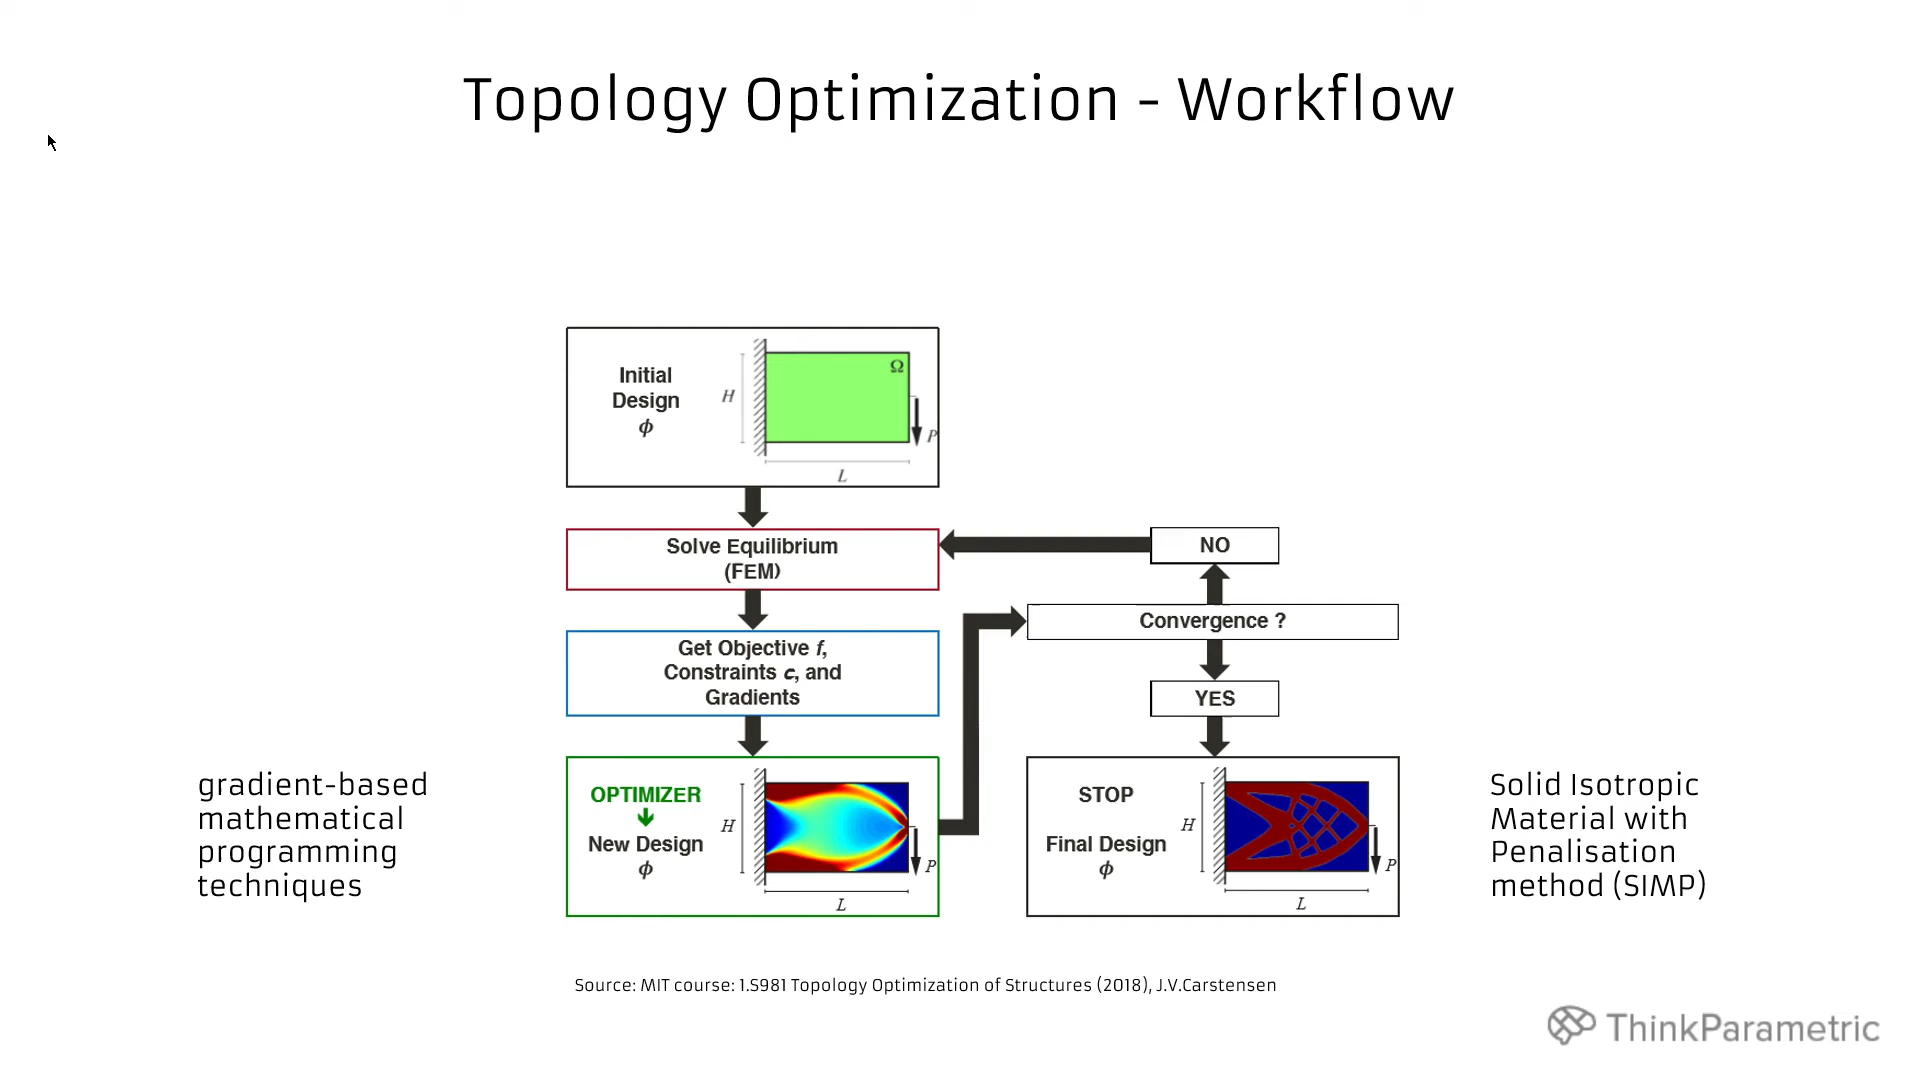 Topology Optimization - Workflow
Initial
Design
ϕ
H
Ω
P
L
Solve Equilibrium
(FEM)
NO
Convergence ?
Get Objective f,
Constraints c, and
Gradients
YES
gradient-based
mathematical
programming
techniques
OPTIMIZER
New Design
ϕ
H
P
L
STOP
Final Design
ϕ
H
P
L
Solid Isotropic
Material with
Penalisation
method (SIMP)
Source: MIT course: 1.S981 Topology Optimization of Structures (2018), J.V.Carstensen
ThinkParametric